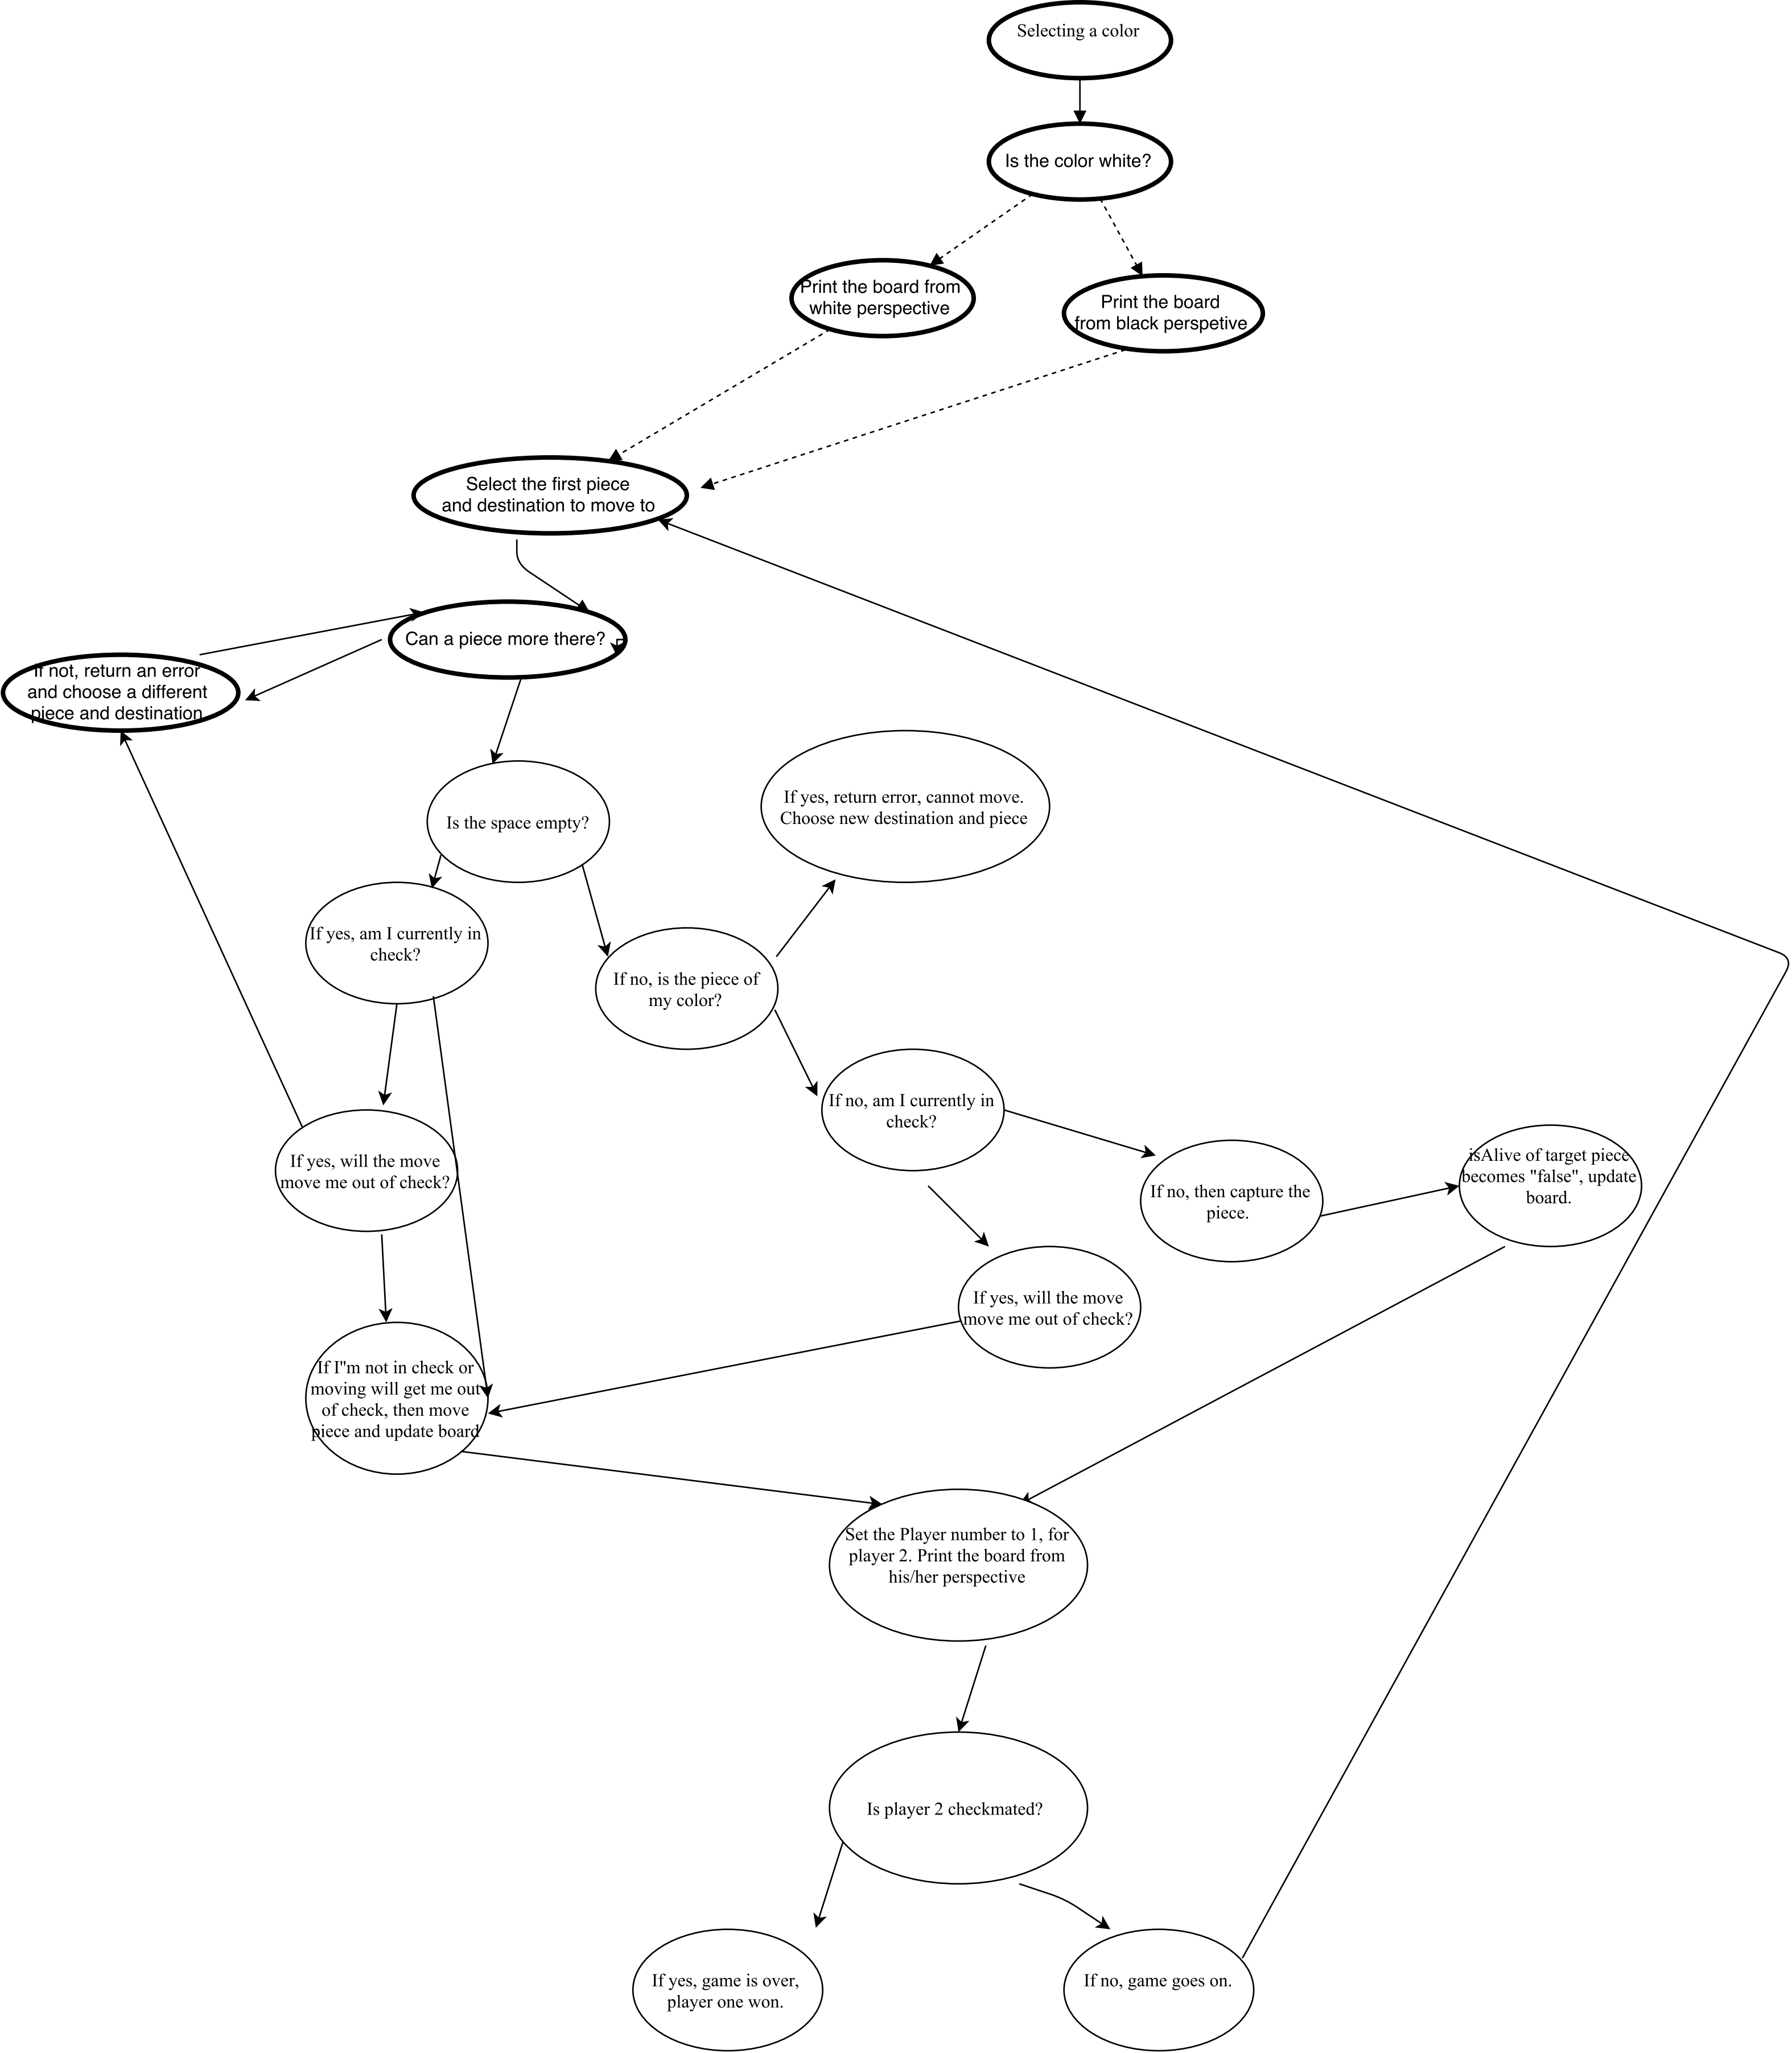 Selecting a color
Is the color white?
Print the board from
white perspective
Print the board
from black perspetive
Select the first piece
and destination to move to
Can a piece more there?
If not, return an error
and choose a different
piece and destination
If yes, return error, cannot move.
Choose new destination and piece
Is the space empty?
If yes, am I currently in
check?
If no, is the piece of
my color?
If no, am I currently in
check?
If yes, will the move
move me out of check?
If no, then capture the
piece.
isAlive of target piece
becomes "false", update
board.
If yes, will the move
move me out of check?
If I"m not in check or
moving will get me out
of check, then move
piece and update board
Set the Player number to 1, for
player 2. Print the board from
his/her perspective
Is player 2 checkmated?
If yes, game is over,
player one won.
If no, game goes on.